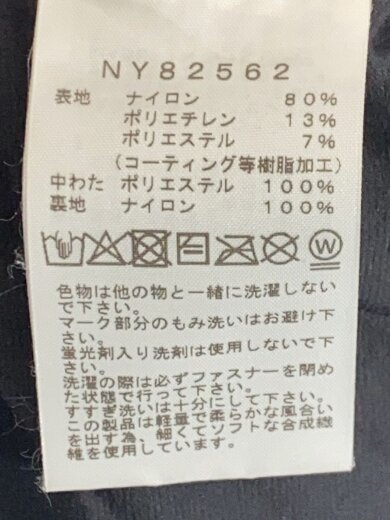 NY82562
表地 ナイロン 80%
ポリエチレン 13%
ポリエステル 7%
(コーティング等樹脂加工)
中わた ポリエステル 100%
裏地 ナイロン 100%
W
色物は他の物と一緒に洗濯しない
で下さい。
マーク部分のもみ洗いはお避け下
さい。
蛍光剤入り洗剤は使用しないで下
さい。
洗濯の際は必ずファスナーを閉め
た状態で行って下さい。
すすぎ洗いは十分にして下さい。
この製品は軽量で柔らかな風合い
を出す為、細くてソフトな合成繊
維を使用しています。